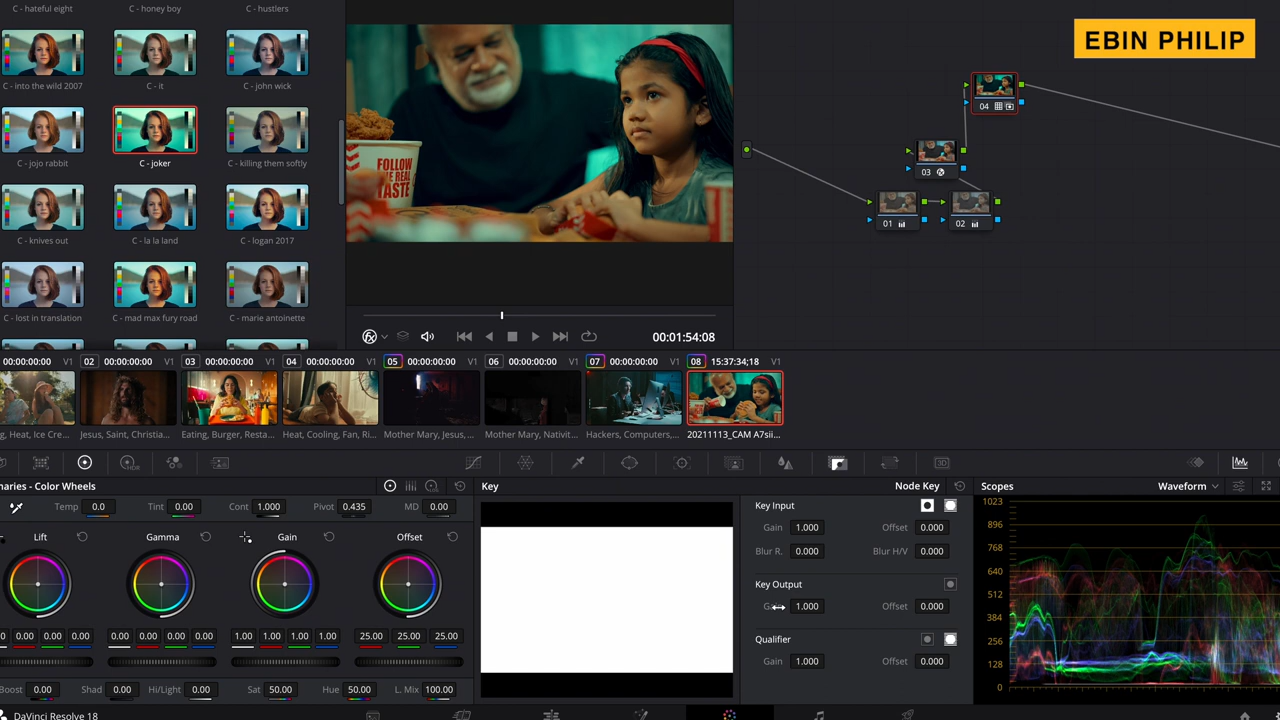 C - hateful eight
C - honey boy
C - hustlers
EBIN PHILIP
C - into the wild 2007
C - it
C - john wick
C - jojo rabbit
C - joker
C - killing them softly
C - knives out
C - la la land
C - logan 2017
C - lost in translation
C - mad max fury road
C - marie antoinette
FOLLOW
THE REAL
TASTE
04
03
01
02
00:01:54:08
00:00:00:00 V1
02 00:00:00:00 V1
03 00:00:00:00 V1
04 00:00:00:00 V1
05 00:00:00:00 V1
06 00:00:00:00 V1
07 00:00:00:00 V1
08 15:37:34;18 V1
g, Heat, Ice Cre...
Jesus, Saint, Christia...
Eating, Burger, Resta...
Heat, Cooling, Fan, Ri...
Mother Mary, Jesus, ...
Mother Mary, Nativit...
Hackers, Computers,...
20211113_CAM A7sii...
HDR
3D
naries - Color Wheels
Temp 0.0 Tint 0.00 Cont 1.000 Pivot 0.435 MD 0.00
Lift Gamma Gain Offset
0 0.00 0.00 0.00 0.00 0.00 0.00 0.00 1.00 1.00 1.00 1.00 25.00 25.00 25.00
Boost 0.00 Shad 0.00 Hi/Light 0.00 Sat 50.00 Hue 50.00 L. Mix 100.00
Key
Node Key
Key Input
Gain 1.000 Offset 0.000
Blur R. 0.000 Blur H/V 0.000
Key Output
G 1.000 Offset 0.000
Qualifier
Gain 1.000 Offset 0.000
Scopes Waveform
1023
896
768
640
512
384
256
128
0
DaVinci Resolve 18